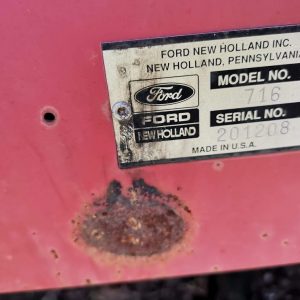 FORD NEW HOLLAND INC.
NEW HOLLAND, PENNSYLVANIA
Ford
FORD
NEW HOLLAND
MODEL NO.
716
SERIAL NO.
201208
MADE IN U.S.A.